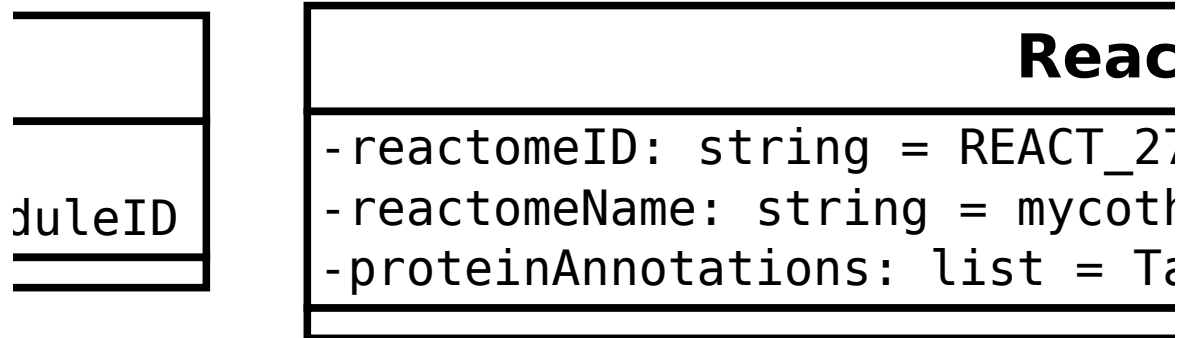 Reac
-reactomeID: string = REACT_27
-reactomeName: string = mycoth
duleID
-proteinAnnotations: list = Ta